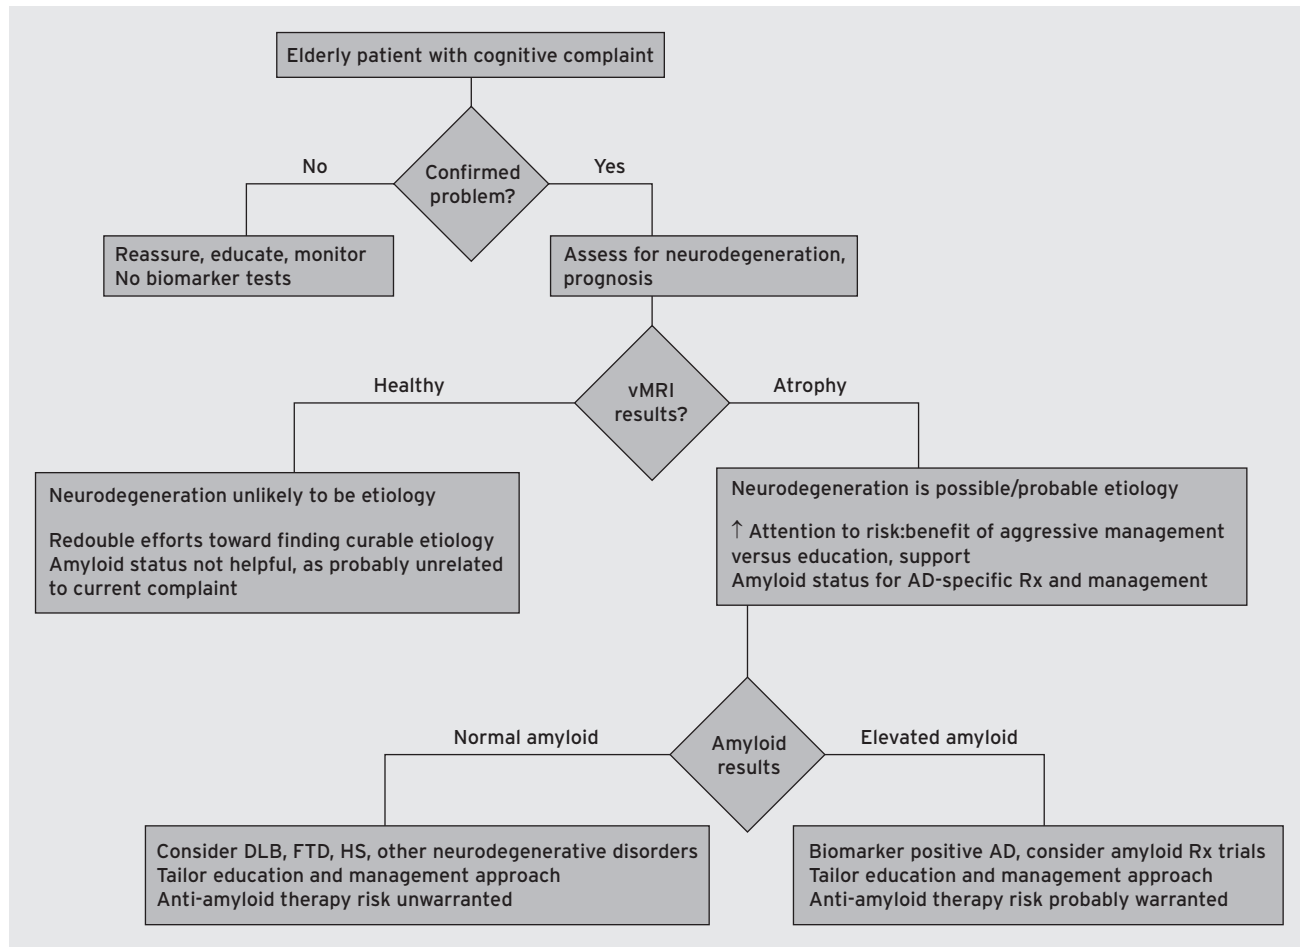 Elderly patient with cognitive complaint
No
Confirmed
problem?
Yes
Reassure, educate, monitor
No biomarker tests
Assess for neurodegeneration,
prognosis
Healthy
vMRI
results?
Atrophy
Neurodegeneration unlikely to be etiology
Redouble efforts toward finding curable etiology
Amyloid status not helpful, as probably unrelated
to current complaint
Neurodegeneration is possible/probable etiology
↑ Attention to risk:benefit of aggressive management
versus education, support
Amyloid status for AD-specific Rx and management
Normal amyloid
Amyloid
results
Elevated amyloid
Consider DLB, FTD, HS, other neurodegenerative disorders
Tailor education and management approach
Anti-amyloid therapy risk unwarranted
Biomarker positive AD, consider amyloid Rx trials
Tailor education and management approach
Anti-amyloid therapy risk probably warranted